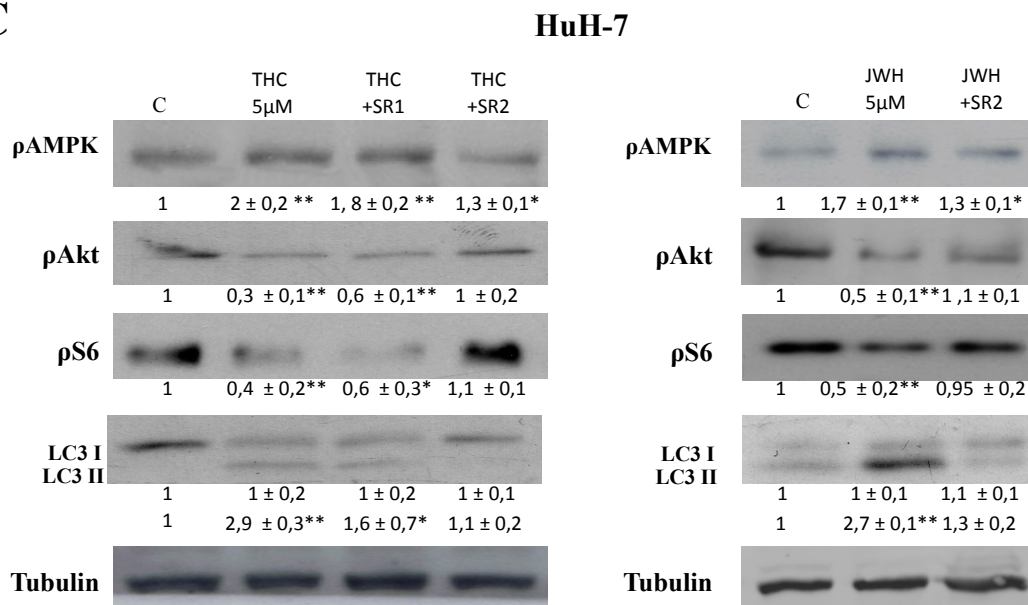 C
HuH-7
C THC 5µM THC +SR1 THC +SR2
ρAMPK
1 2 ± 0,2 ** 1, 8 ± 0,2 ** 1,3 ± 0,1*
ρAkt
1 0,3 ± 0,1** 0,6 ± 0,1** 1 ± 0,2
ρS6
1 0,4 ± 0,2** 0,6 ± 0,3* 1,1 ± 0,1
LC3 I
LC3 II
1 1 ± 0,2 1 ± 0,2 1 ± 0,1
1 2,9 ± 0,3** 1,6 ± 0,7* 1,1 ± 0,2
Tubulin
C JWH 5µM JWH +SR2
ρAMPK
1 1,7 ± 0,1** 1,3 ± 0,1*
ρAkt
1 0,5 ± 0,1** 1 ,1 ± 0,1
ρS6
1 0,5 ± 0,2** 0,95 ± 0,2
LC3 I
LC3 II
1 1 ± 0,1 1,1 ± 0,1
1 2,7 ± 0,1** 1,3 ± 0,2
Tubulin